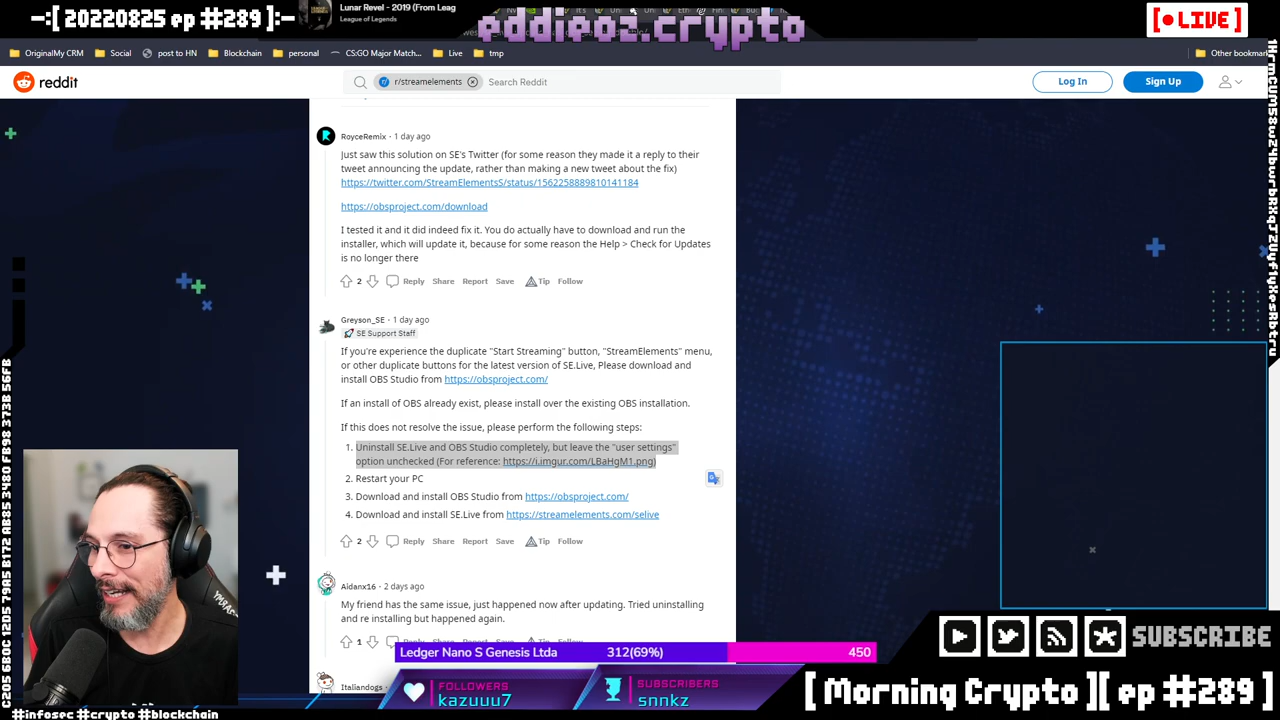 -:[ 20220825 ep #289 ]:-
Lunar Revel - 2019 (From Leag
League of Legends
eddieoz.crypto
[ LIVE ]
OriginalMy CRM
Social
post to HN
Blockchain
personal
CS:GO Major Match...
Live
tmp
Other bookmar
reddit
r/streamelements
Search Reddit
Log In
Sign Up
RoyceRemix · 1 day ago
Just saw this solution on SE's Twitter (for some reason they made it a reply to their
tweet announcing the update, rather than making a new tweet about the fix)
https://twitter.com/StreamElementsS/status/1562258889810141184
https://obsproject.com/download
I tested it and it did indeed fix it. You do actually have to download and run the
installer, which will update it, because for some reason the Help > Check for Updates
is no longer there
2 Reply Share Report Save Tip Follow
Greyson_SE · 1 day ago
SE Support Staff
If you're experience the duplicate "Start Streaming" button, "StreamElements" menu,
or other duplicate buttons for the latest version of SE.Live, Please download and
install OBS Studio from https://obsproject.com/
If an install of OBS already exist, please install over the existing OBS installation.
If this does not resolve the issue, please perform the following steps:
1. Uninstall SE.Live and OBS Studio completely, but leave the "user settings"
option unchecked (For reference: https://i.imgur.com/LBaHgM1.png)
2. Restart your PC
3. Download and install OBS Studio from https://obsproject.com/
4. Download and install SE.Live from https://streamelements.com/selive
2 Reply Share Report Save Tip Follow
Aidanx16 · 2 days ago
My friend has the same issue, just happened now after updating. Tried uninstalling
and re installing but happened again.
1 Reply Share Report Save Tip Follow
Italiandogs
Ledger Nano S Genesis Ltda 312(69%) 450
FOLLOWERS
kazuuu7
SUBSCRIBERS
snnkz
SUBSCRIBE
[ Morning Crypto ][ ep #289 ]
#infosec #crypto #blockchain